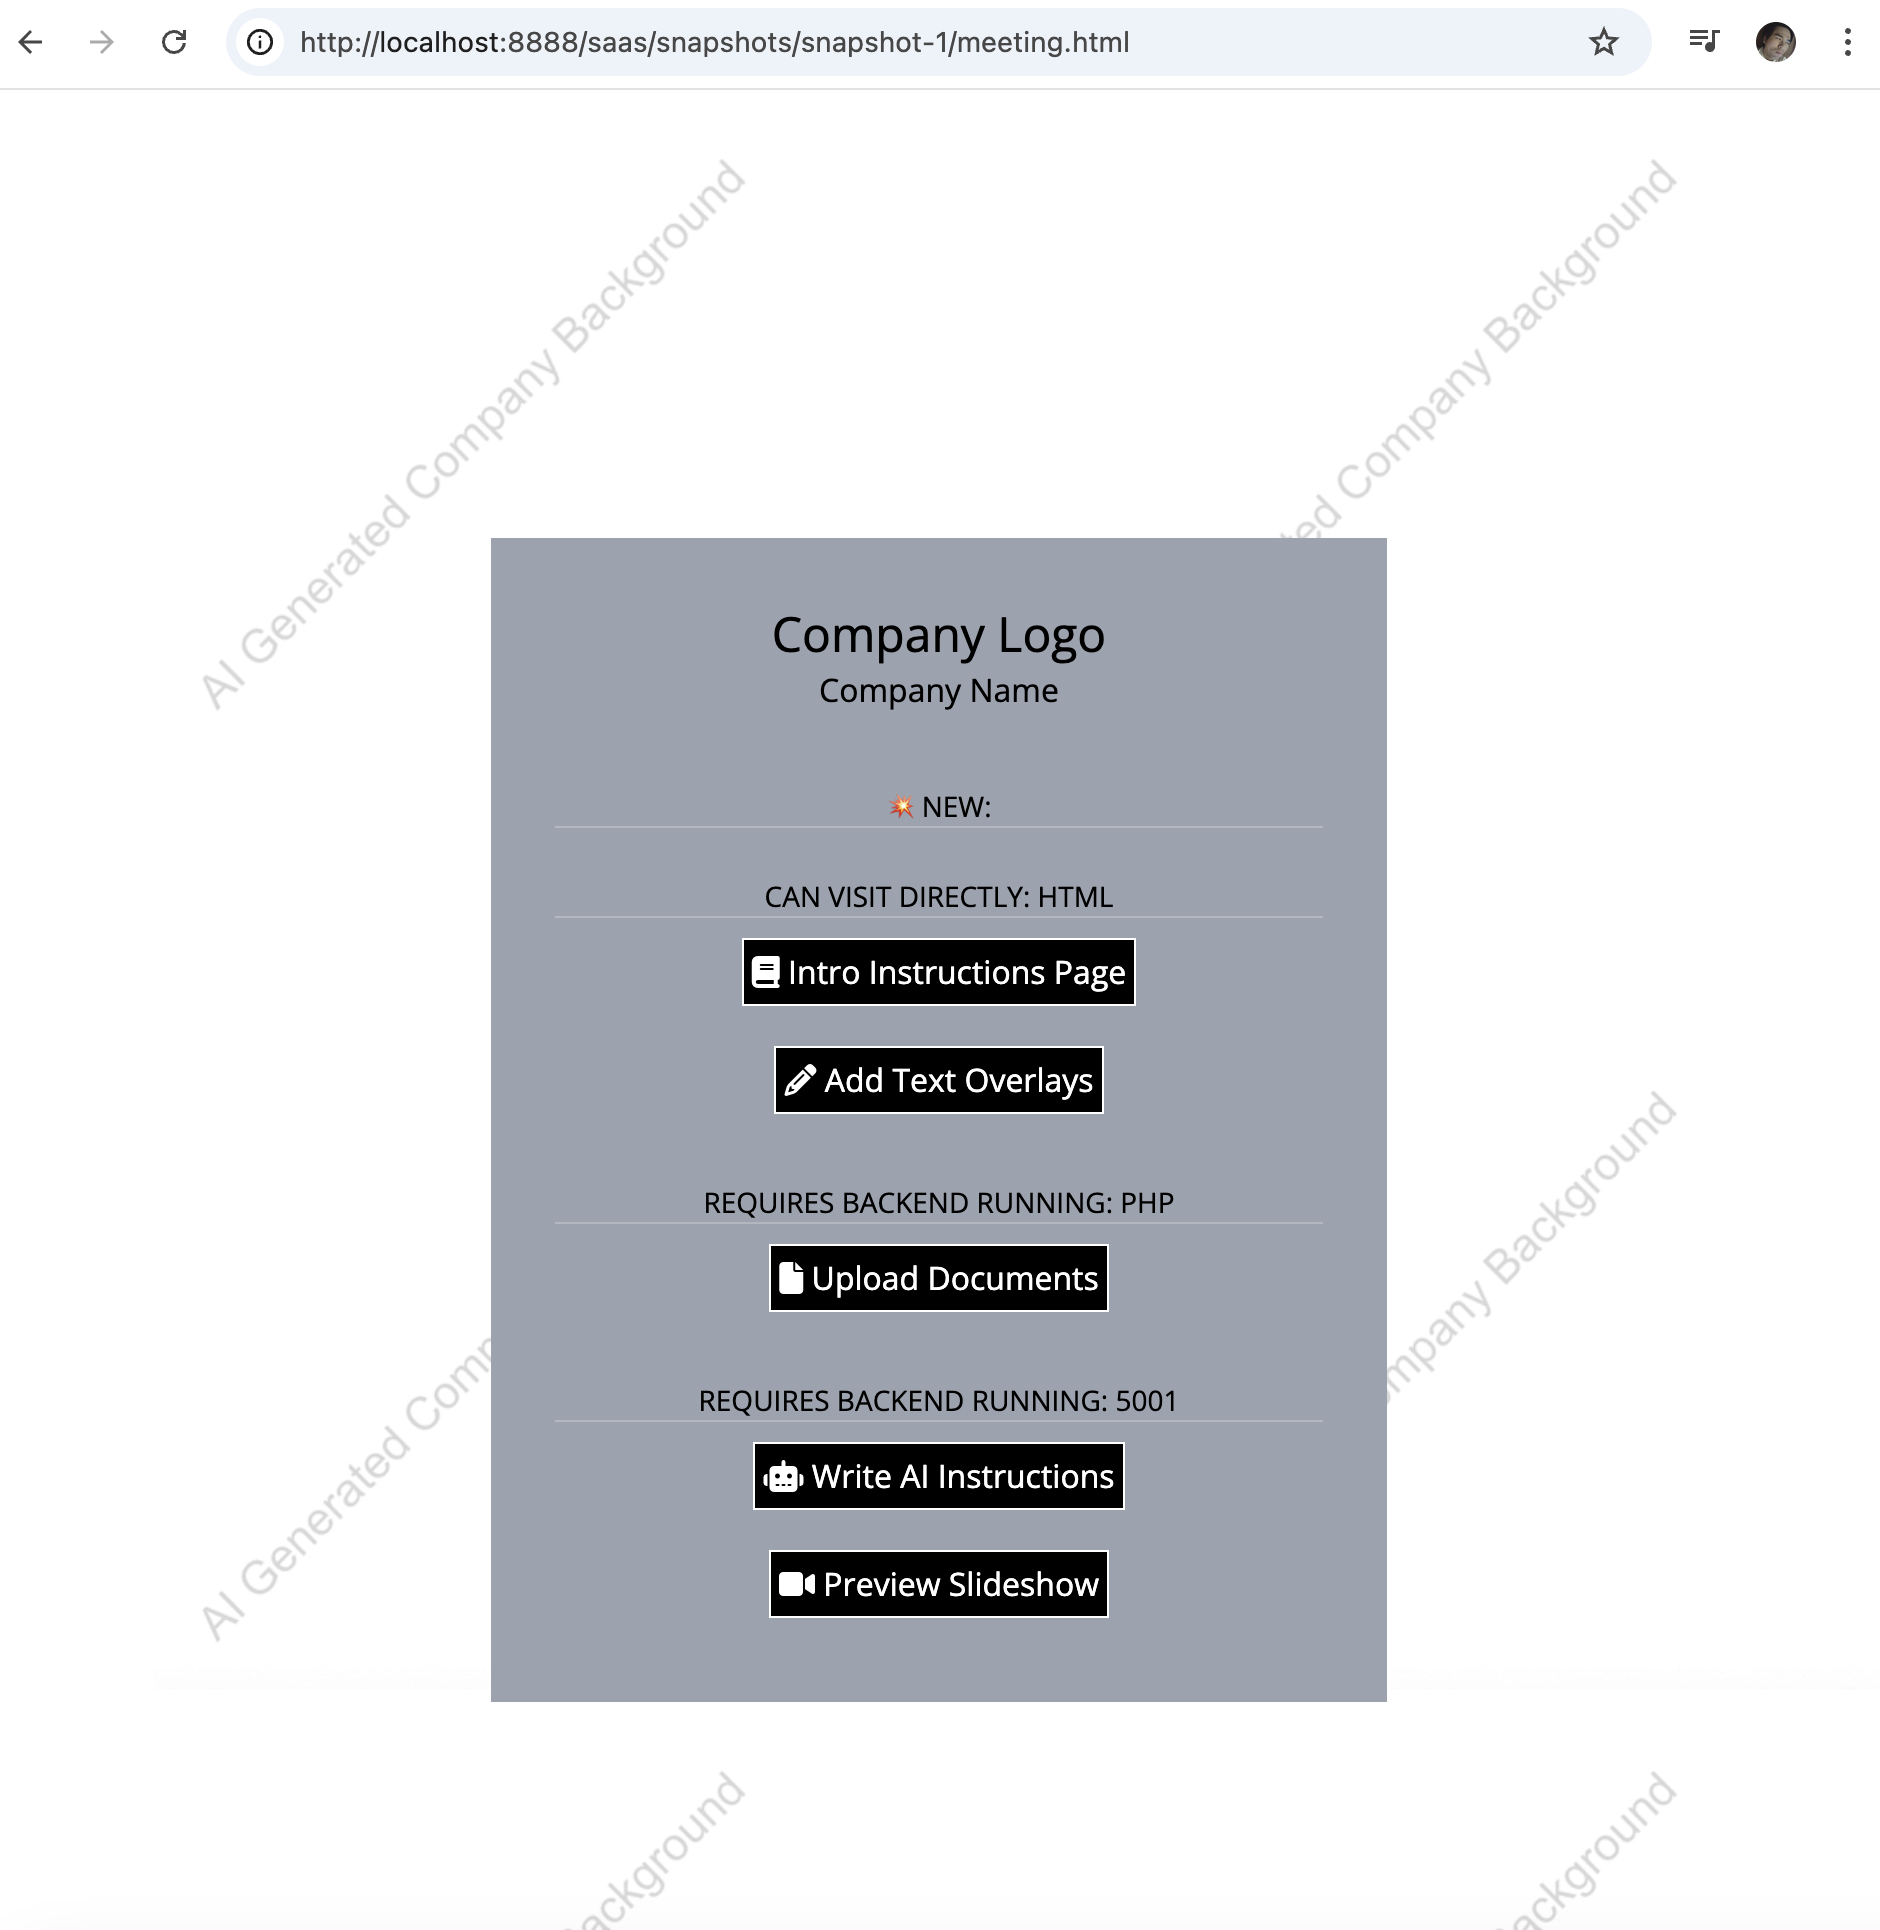 http://localhost:8888/saas/snapshots/snapshot-1/meeting.html
AI Generated Company Background
ted Company Background
Company Logo
Company Name
💥 NEW:
CAN VISIT DIRECTLY: HTML
Intro Instructions Page
Add Text Overlays
REQUIRES BACKEND RUNNING: PHP
Upload Documents
REQUIRES BACKEND RUNNING: 5001
Write AI Instructions
Preview Slideshow
AI Generated Comp
mpany Background
ackground
ackground